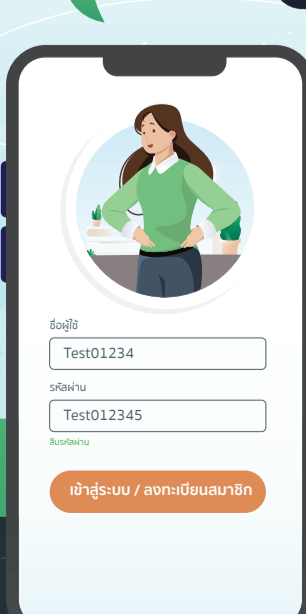 ชื่อผู้ใช้
Test01234
รหัสผ่าน
Test012345
ลืมรหัสผ่าน
เข้าสู่ระบบ / ลงทะเบียนสมาชิก